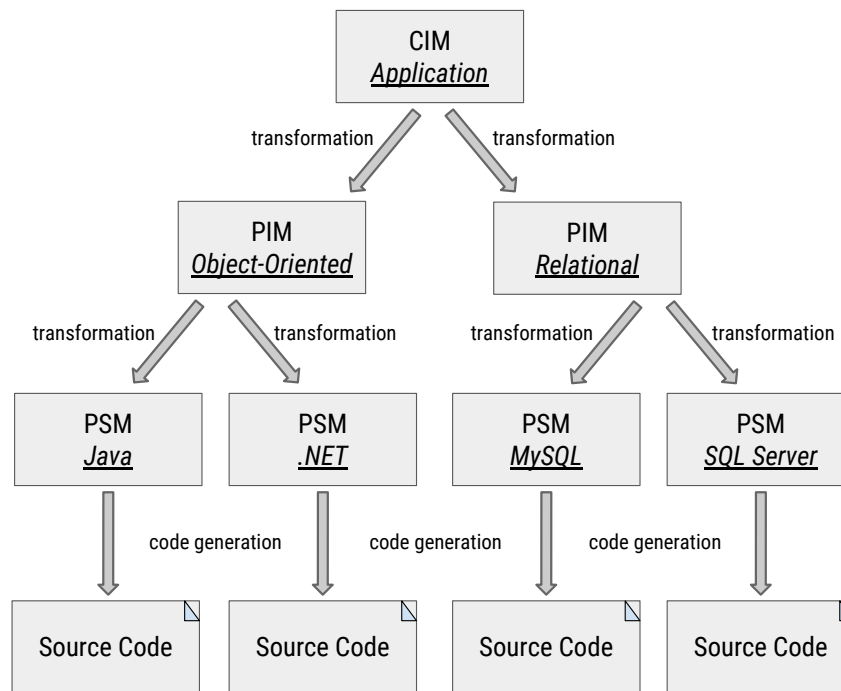 CIM
Application
transformation
transformation
PIM
Object-Oriented
PIM
Relational
transformation
transformation
transformation
transformation
PSM
Java
PSM
.NET
PSM
MySQL
PSM
SQL Server
code generation
code generation
code generation
Source Code
Source Code
Source Code
Source Code